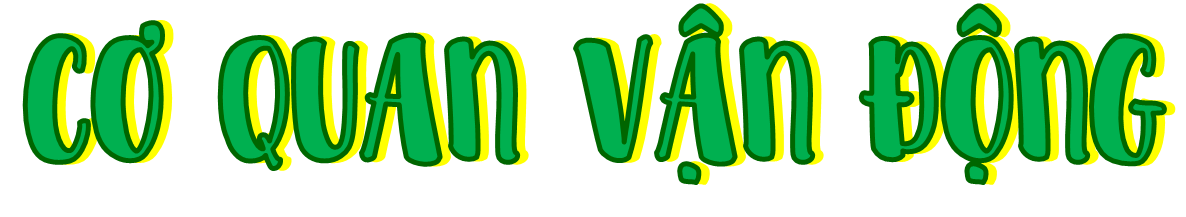 CƠ QUAN VẬN ĐỘNG